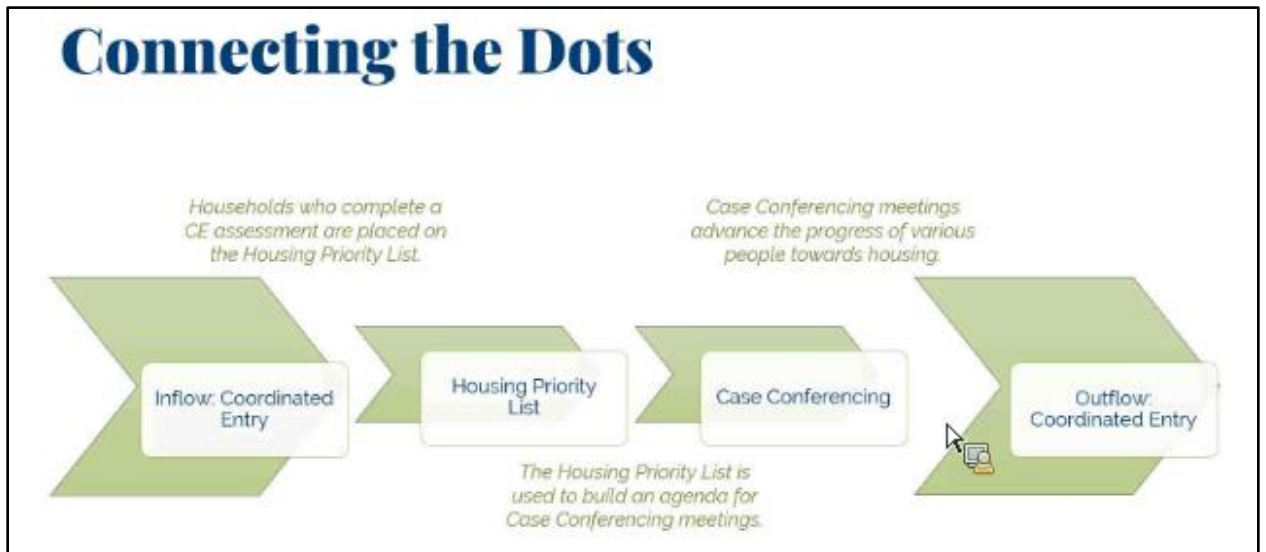 Connecting the Dots
Households who complete a
CE assessment are placed on
the Housing Priority List.
Case Conferencing meetings
advance the progress of various
people towards housing.
Inflow: Coordinated
Entry
Housing Priority
List
Case Conferencing
Outflow:
Coordinated Entry
The Housing Priority List is
used to build an agenda for
Case Conferencing meetings.